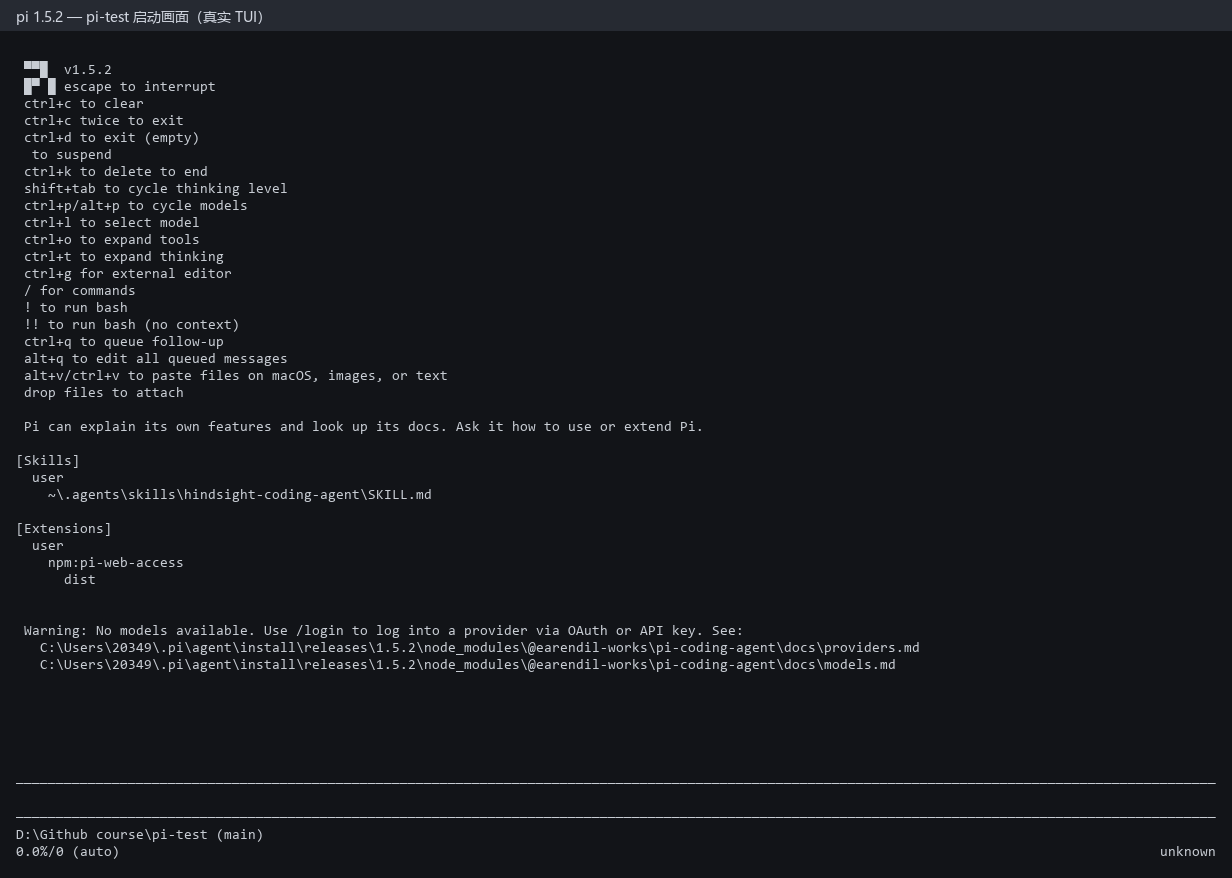 pi 1.5.2 — pi-test 启动画面（真实 TUI）
v1.5.2
escape to interrupt
ctrl+c to clear
ctrl+c twice to exit
ctrl+d to exit (empty)
to suspend
ctrl+k to delete to end
shift+tab to cycle thinking level
ctrl+p/alt+p to cycle models
ctrl+l to select model
ctrl+o to expand tools
ctrl+t to expand thinking
ctrl+g for external editor
/ for commands
! to run bash
!! to run bash (no context)
ctrl+q to queue follow-up
alt+q to edit all queued messages
alt+v/ctrl+v to paste files on macOS, images, or text
drop files to attach
Pi can explain its own features and look up its docs. Ask it how to use or extend Pi.
[Skills]
user
~\.agents\skills\hindsight-coding-agent\SKILL.md
[Extensions]
user
npm:pi-web-access
dist
Warning: No models available. Use /login to log into a provider via OAuth or API key. See:
C:\Users\20349\.pi\agent\install\releases\1.5.2\node_modules\@earendil-works\pi-coding-agent\docs\providers.md
C:\Users\20349\.pi\agent\install\releases\1.5.2\node_modules\@earendil-works\pi-coding-agent\docs\models.md
D:\Github course\pi-test (main)
0.0%/0 (auto) unknown